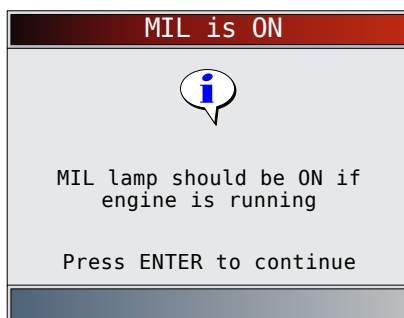 MIL is ON
i
MIL lamp should be ON if
engine is running
Press ENTER to continue